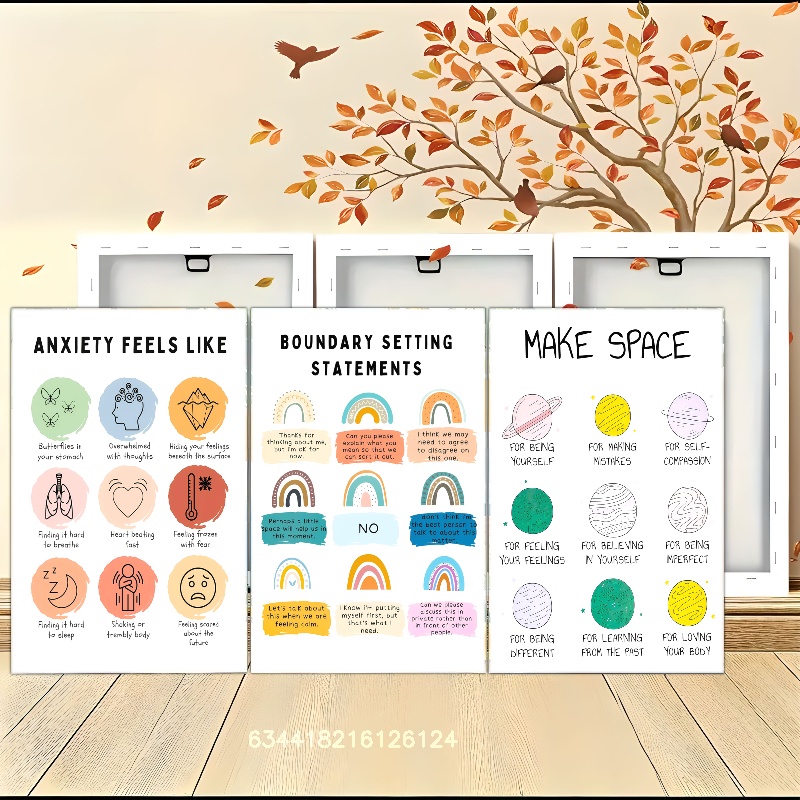 ANXIETY FEELS LIKE
Butterflies in
your stomach
Overwhelmed
with thoughts
Hiding your feelings
beneath the surface
Finding it hard
to breathe
Heart beating
fast
Feeling frozen
with fear
Finding it hard
to sleep
Shaking or
trembly body
Feeling scared
about the
future
BOUNDARY SETTING
STATEMENTS
Thanks for
thinking about me,
but i'm ok for
now.
Can you please
explain what you
mean so that we
can sort it out.
I think we may
need to agree
to disagree on
this one.
Perhaps a little
space will help us in
this moment.
NO
I don't think I'm
the best person to
talk to about this
matter.
Let's talk about
this when we are
feeling calm.
I Know i'm putting
myself first, but
that's what I
need.
Can we please
discuss this in
private rather than
in front of other
people.
MAKE SPACE
FOR BEING
YOURSELF
FOR MAKING
MISTAKES
FOR SELF-
COMPASSION
FOR FEELING
YOUR FEELINGS
FOR BELIEVING
IN YOURSELF
FOR BEING
IMPERFECT
FOR BEING
DIFFERENT
FOR LEARNING
FROM THE PAST
FOR LOVING
YOUR BODY
Z Z Z
634418216126124